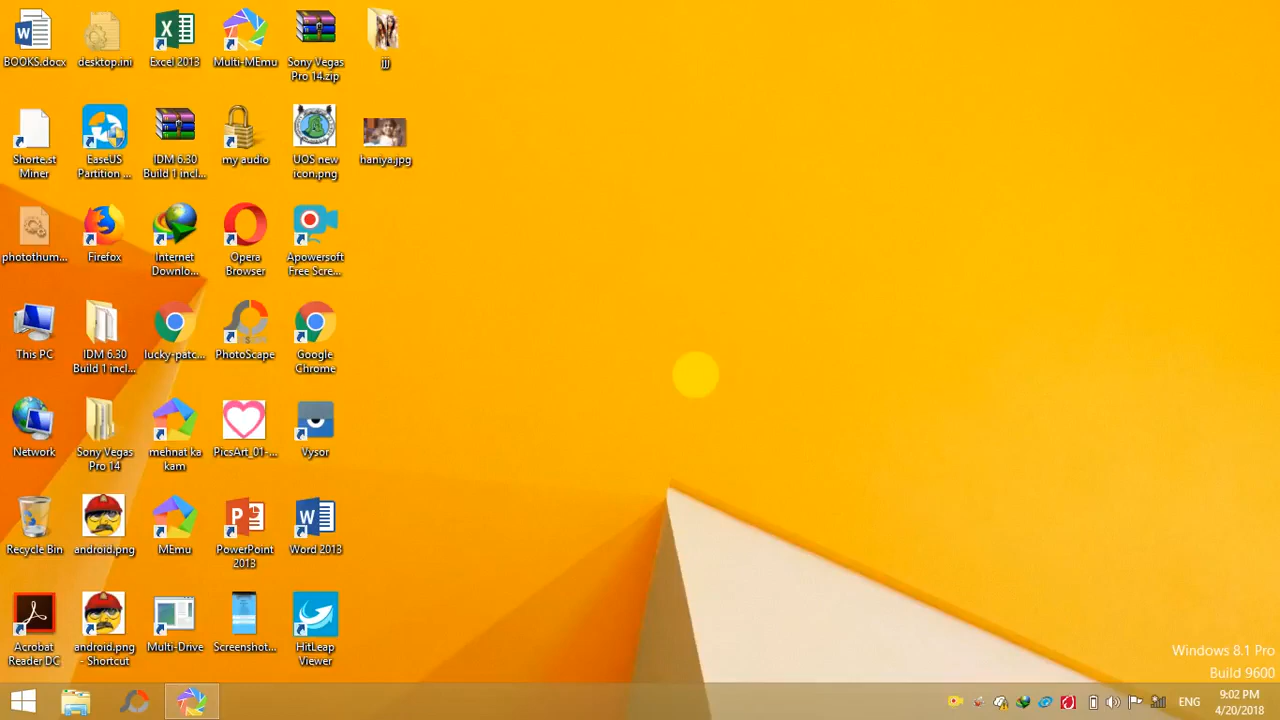 BOOKS.docx
desktop.ini
Excel 2013
Multi-MEmu
Sony Vegas
Pro 14.zip
jjj
Shorte.st
Miner
EaseUS
Partition ...
IDM 6.30
Build 1 incl...
my audio
UOS new
icon.png
haniya.jpg
photothum...
Firefox
Internet
Downlo...
Opera
Browser
Apowersoft
Free Scre...
This PC
IDM 6.30
Build 1 incl...
lucky-patc...
PhotoScape
Google
Chrome
Network
Sony Vegas
Pro 14
mehnat ka
kam
PicsArt_01-...
Vysor
Recycle Bin
android.png
MEmu
PowerPoint
2013
Word 2013
Acrobat
Reader DC
android.png
- Shortcut
Multi-Drive
Screenshot...
HitLeap
Viewer
Windows 8.1 Pro
Build 9600
ENG
9:02 PM
4/20/2018